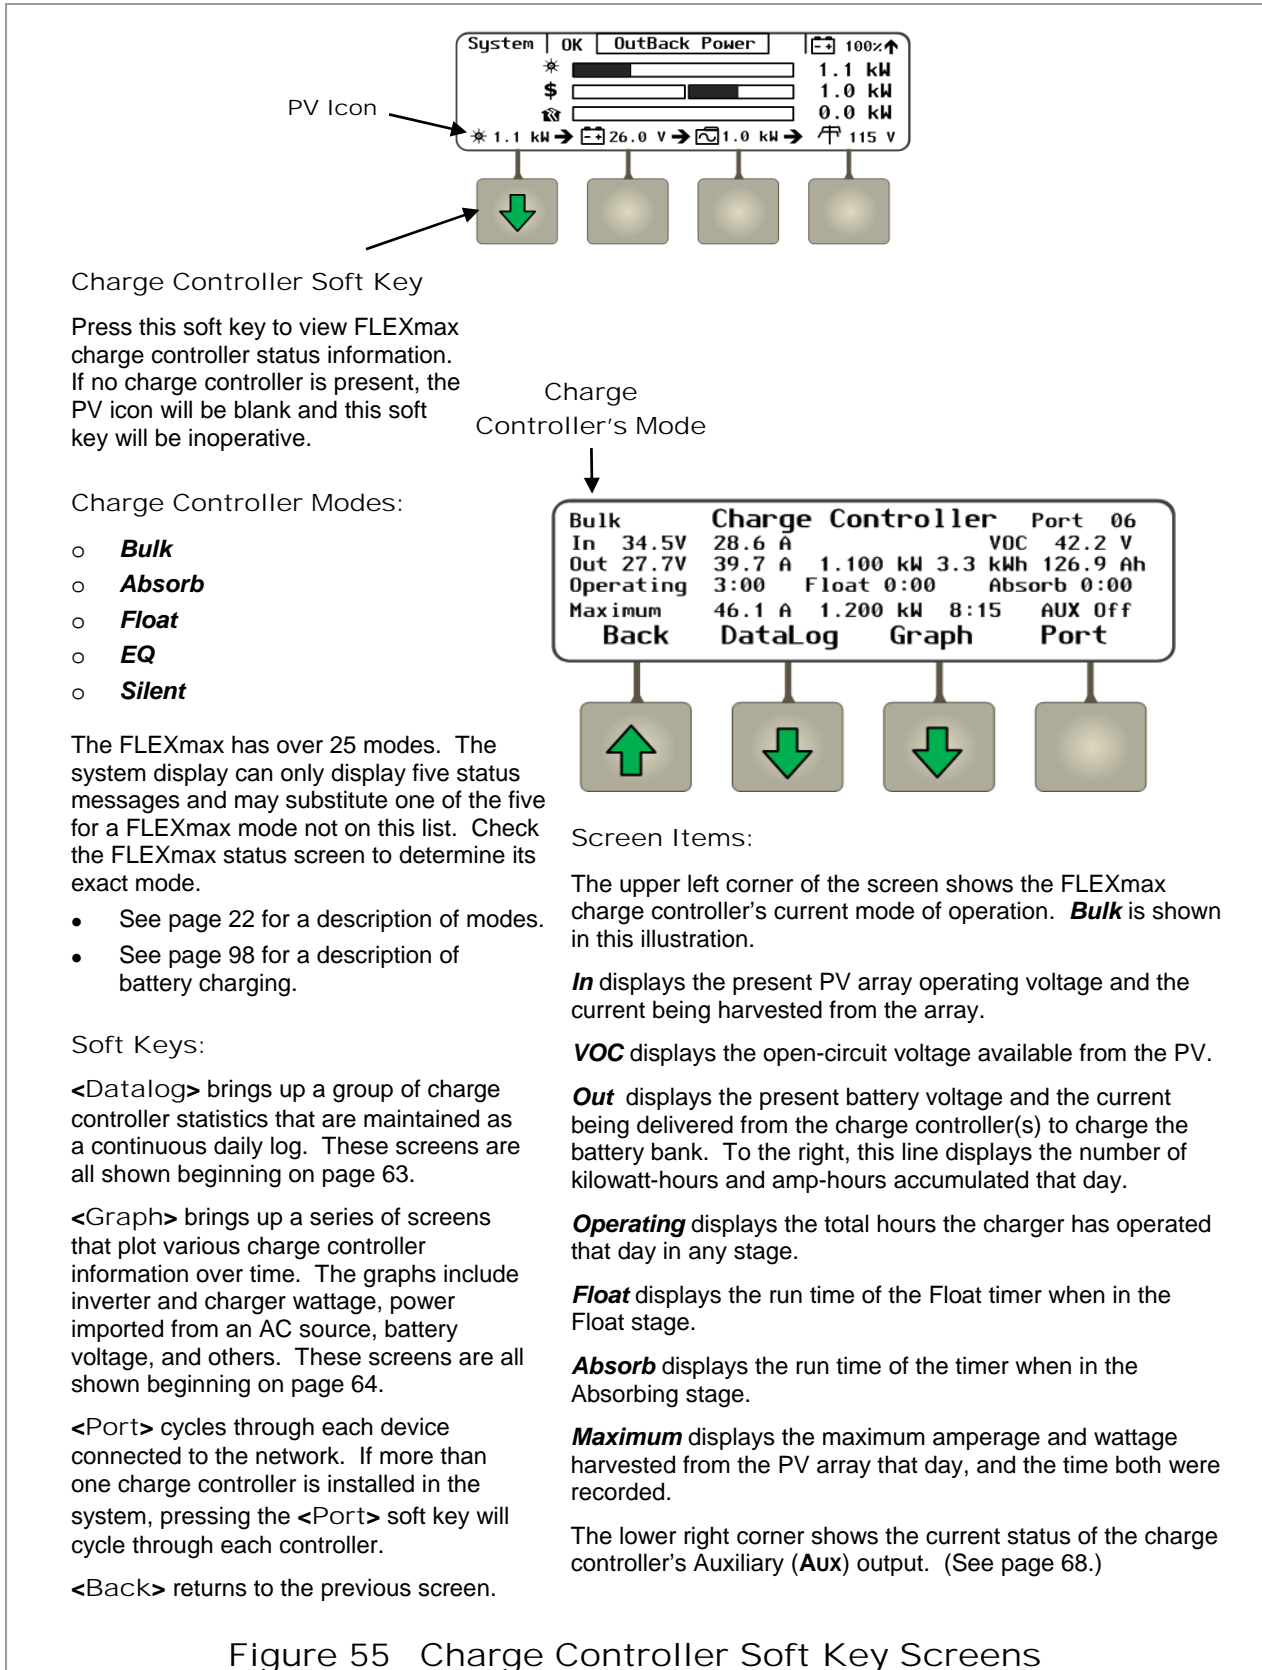 System OK OutBack Power 100%
1.1 kW
$ 1.0 kW
0.0 kW
1.1 kW 26.0 V 1.0 kW 115 V
PV Icon
Charge Controller Soft Key
Press this soft key to view FLEXmax
charge controller status information.
If no charge controller is present, the
PV icon will be blank and this soft
key will be inoperative.
Charge
Controller's Mode
Charge Controller Modes:
o Bulk
o Absorb
o Float
o EQ
o Silent
The FLEXmax has over 25 modes. The
system display can only display five status
messages and may substitute one of the five
for a FLEXmax mode not on this list. Check
the FLEXmax status screen to determine its
exact mode.
• See page 22 for a description of modes.
• See page 98 for a description of
battery charging.
Soft Keys:
<Datalog> brings up a group of charge
controller statistics that are maintained as
a continuous daily log. These screens are
all shown beginning on page 63.
<Graph> brings up a series of screens
that plot various charge controller
information over time. The graphs include
inverter and charger wattage, power
imported from an AC source, battery
voltage, and others. These screens are all
shown beginning on page 64.
<Port> cycles through each device
connected to the network. If more than
one charge controller is installed in the
system, pressing the <Port> soft key will
cycle through each controller.
<Back> returns to the previous screen.
Bulk Charge Controller Port 06
In 34.5V 28.6 A VOC 42.2 V
Out 27.7V 39.7 A 1.100 kW 3.3 kWh 126.9 Ah
Operating 3:00 Float 0:00 Absorb 0:00
Maximum 46.1 A 1.200 kW 8:15 AUX Off
Back DataLog Graph Port
Screen Items:
The upper left corner of the screen shows the FLEXmax
charge controller's current mode of operation. Bulk is shown
in this illustration.
In displays the present PV array operating voltage and the
current being harvested from the array.
VOC displays the open-circuit voltage available from the PV.
Out displays the present battery voltage and the current
being delivered from the charge controller(s) to charge the
battery bank. To the right, this line displays the number of
kilowatt-hours and amp-hours accumulated that day.
Operating displays the total hours the charger has operated
that day in any stage.
Float displays the run time of the Float timer when in the
Float stage.
Absorb displays the run time of the timer when in the
Absorbing stage.
Maximum displays the maximum amperage and wattage
harvested from the PV array that day, and the time both were
recorded.
The lower right corner shows the current status of the charge
controller's Auxiliary (AUX) output. (See page 68.)
Figure 55 Charge Controller Soft Key Screens